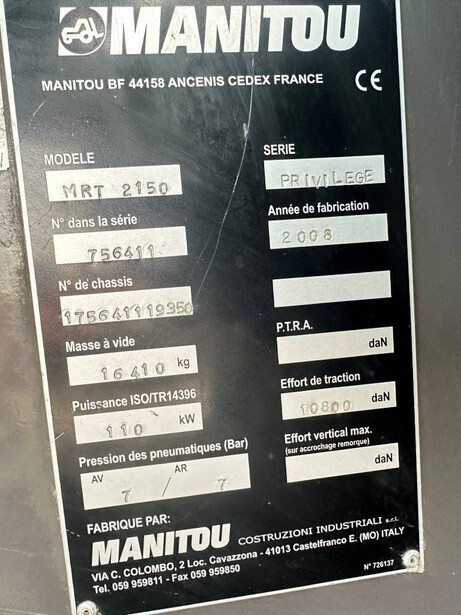 MANITOU
MANITOU BF 44158 ANCENIS CEDEX FRANCE CE
MODELE
MRT 2150
SERIE
PRIVILEGE
N° dans la série
756411
Année de fabrication
2008
N° de chassis
175641119350
Masse à vide
16410 kg
P.T.R.A.
daN
Puissance ISO/TR14396
110 kW
Effort de traction
10800 daN
Pression des pneumatiques (Bar)
AV 7 / AR 7
Effort vertical max.
(sur accrochage remorque)
daN
FABRIQUE PAR:
MANITOU COSTRUZIONI INDUSTRIALI s.r.l.
VIA C. COLOMBO, 2 Loc. Cavazzona - 41013 Castelfranco E. (MO) ITALY
Tel. 059 959811 - Fax 059 959850
N° 726137